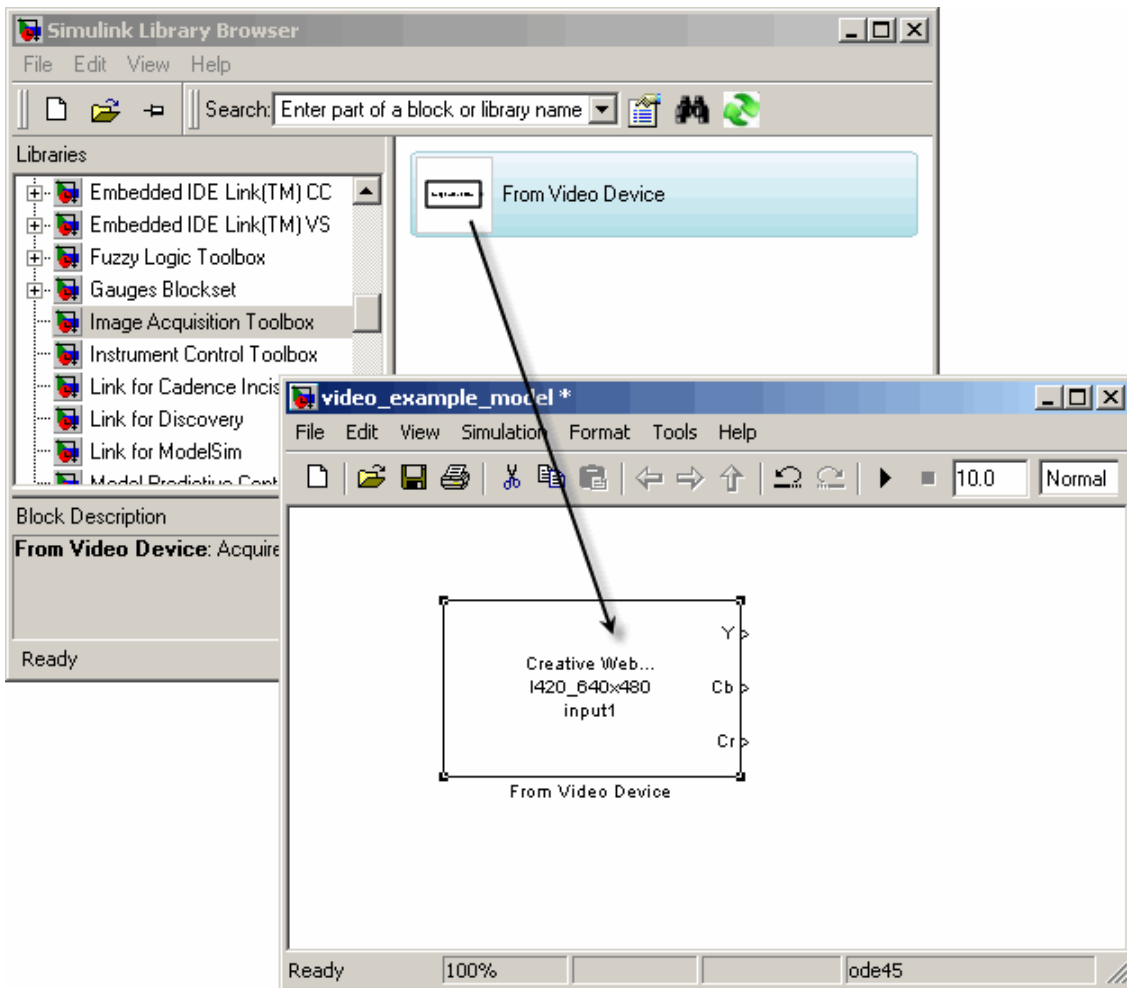 Simulink Library Browser
File Edit View Help
Search: Enter part of a block or library name
Libraries
Embedded IDE Link(TM) CC
Embedded IDE Link(TM) VS
Fuzzy Logic Toolbox
Gauges Blockset
Image Acquisition Toolbox
Instrument Control Toolbox
Link for Cadence Incis
Link for Discovery
Link for ModelSim
Model Predictive Cont
From Video Device
Block Description
From Video Device: Acquire
Ready
video_example_model *
File Edit View Simulation Format Tools Help
10.0 Normal
Y
Creative Web...
I420_640x480 Cb
input1
Cr
From Video Device
Ready 100% ode45